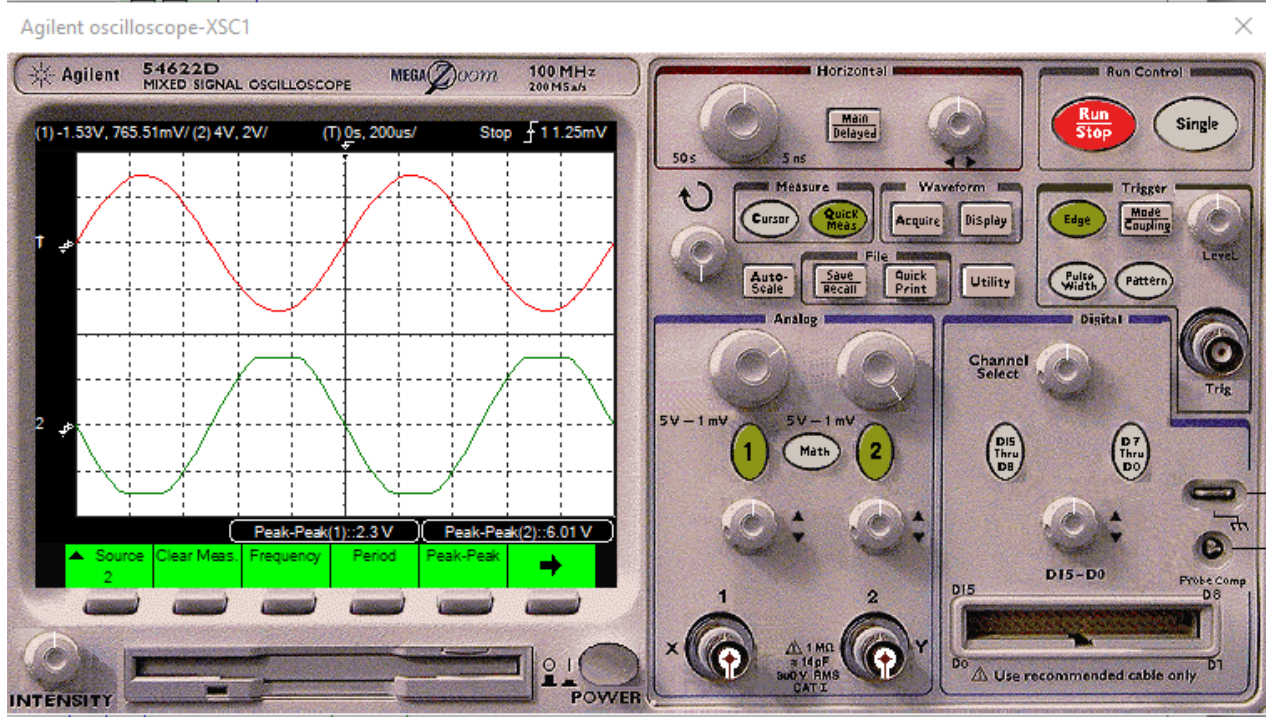 Agilent oscilloscope-XSC1
Agilent 54622D
MIXED SIGNAL OSCILLOSCOPE
MEGA Zoom
100 MHz
200 MSa/s
(1) -1.53V, 765.51mV/ (2) 4V, 2V/ (T) 0s, 200us/ Stop 1 1.25mV
T
2
Peak-Peak(1)::2.3 V Peak-Peak(2)::6.01 V
Source
2
Clear Meas.
Frequency
Period
Peak-Peak
INTENSITY
POWER
Horizontal
50 s
5 ns
Main
Delayed
Run Control
Run
Stop
Single
Measure
Cursor
Quick
Meas
Waveform
Acquire
Display
Trigger
Edge
Mode
Coupling
Level
Auto-
Scale
File
Save
Recall
Quick
Print
Utility
Pulse
Width
Pattern
Trig
Analog
5V – 1 mV
5V – 1 mV
1
Math
2
1
2
X
Y
1 MΩ
≈ 14pF
300 V RMS
CAT I
Digital
Channel
Select
D15
Thru
D8
D7
Thru
D0
D15-D0
Probe Comp
D15
D8
D0
D7
Use recommended cable only